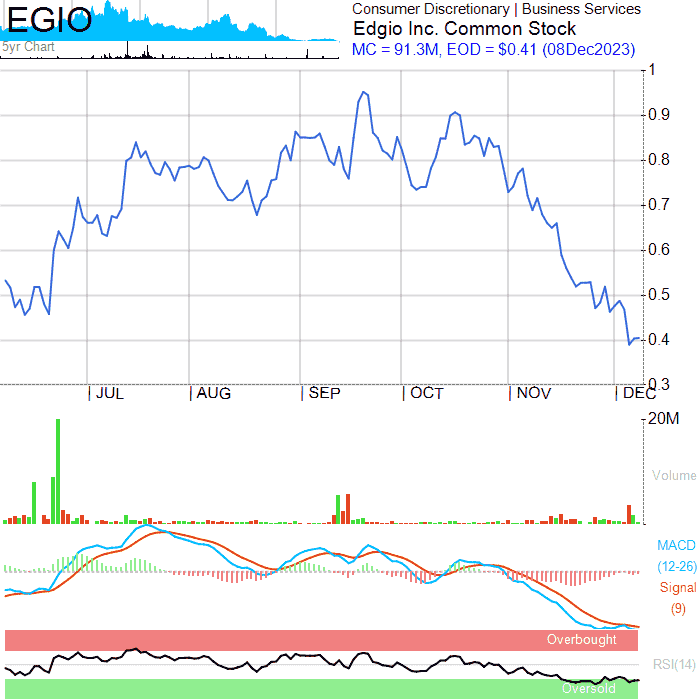 EGIO
5yr Chart
Consumer Discretionary | Business Services
Edgio Inc. Common Stock
MC = 91.3M, EOD = $0.41 (08Dec2023)
1
0.9
0.8
0.7
0.6
0.5
0.4
0.3
JUL
AUG
SEP
OCT
NOV
DEC
20M
Volume
MACD
(12-26)
Signal
(9)
Overbought
RSI(14)
Oversold